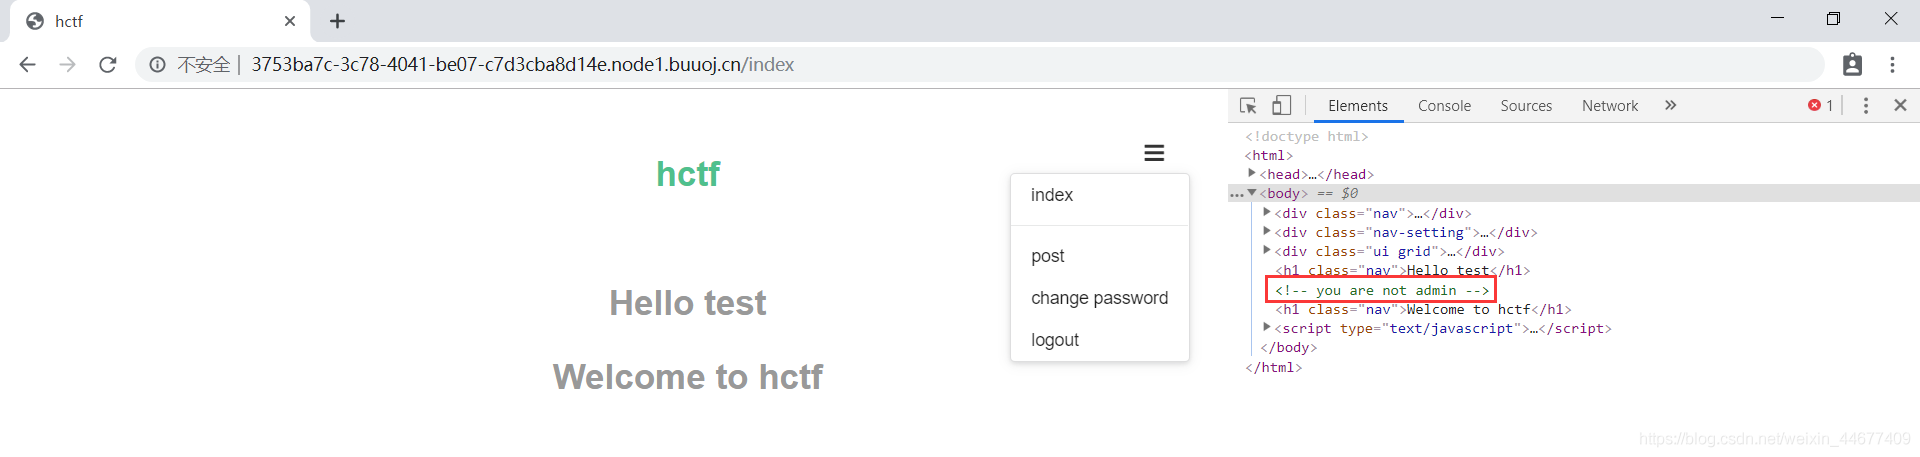 hctf
不安全 | 3753ba7c-3c78-4041-be07-c7d3cba8d14e.node1.buuoj.cn/index
hctf
index
post
change password
logout
Hello test
Welcome to hctf
Elements Console Sources Network » 1
<!doctype html>
<html>
<head>…</head>
… <body> == $0
<div class="nav">…</div>
<div class="nav-setting">…</div>
<div class="ui grid">…</div>
<h1 class="nav">Hello test</h1>
<!-- you are not admin -->
<h1 class="nav">Welcome to hctf</h1>
<script type="text/javascript">…</script>
</body>
</html>
https://blog.csdn.net/weixin_44677409